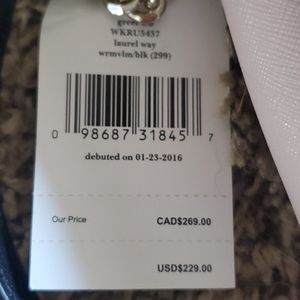 WKRU5457
laurel way
wrmvlm/blk (299)
0 98687 31845 7
debuted on 01-23-2016
Our Price CAD$269.00
USD$229.00